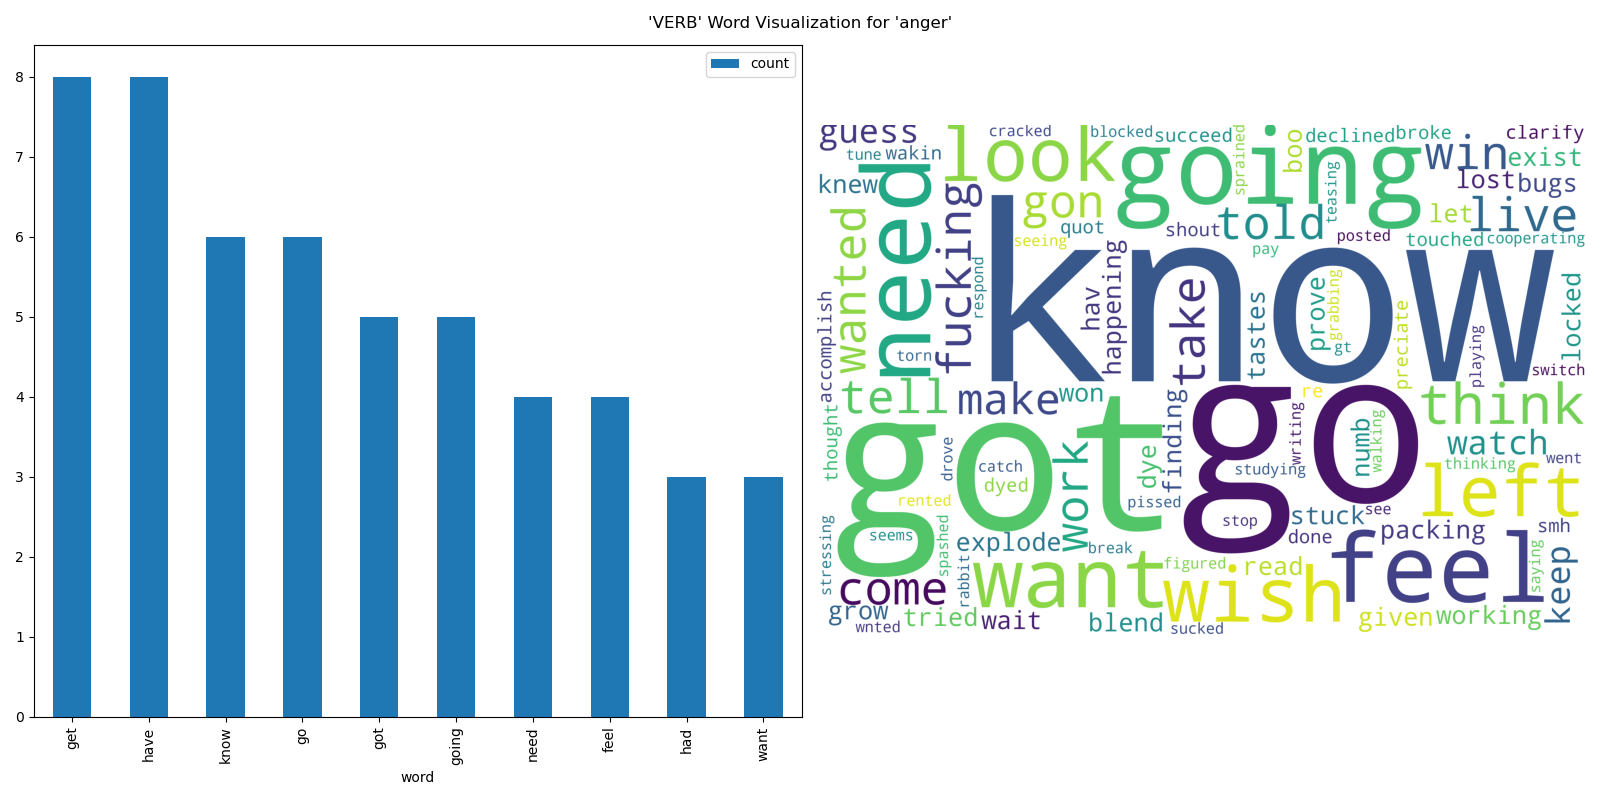 'VERB' Word Visualization for 'anger'
count
8
7
6
5
4
3
2
1
0
get
have
know
go
got
going
need
feel
had
want
word
guess
cracked
blocked
succeed
sprained
boo
declined
broke
clarify
tune
wakin
look
going
win
exist
knew
need
fucking
gon
quot
seeing
shout
told
teasing
let
lost
bugs
live
posted
touched
cooperating
pay
wanted
respond
know
hav
happening
take
tastes
prove
grabbing
gt
preciate
playing
locked
switch
accomplish
torn
tell
make
won
go
re
think
thought
got
drove
catch
dyed
rented
work
dye
finding
pissed
writing
studying
numb
walking
watch
thinking
went
left
stop
stuck
see
packing
smh
done
stressing
seems
spashed
explode
break
figured
read
feel
saying
keep
come
rabbit
want
wish
grow
wnted
tried
wait
blend
sucked
given
working